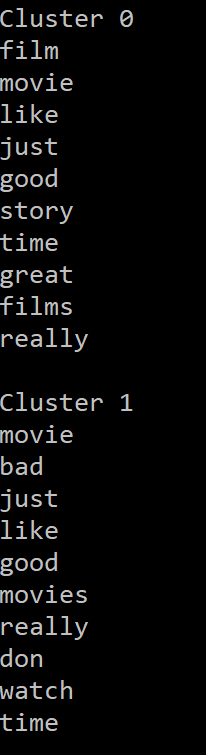 Cluster 0
film
movie
like
just
good
story
time
great
films
really
Cluster 1
movie
bad
just
like
good
movies
really
don
watch
time